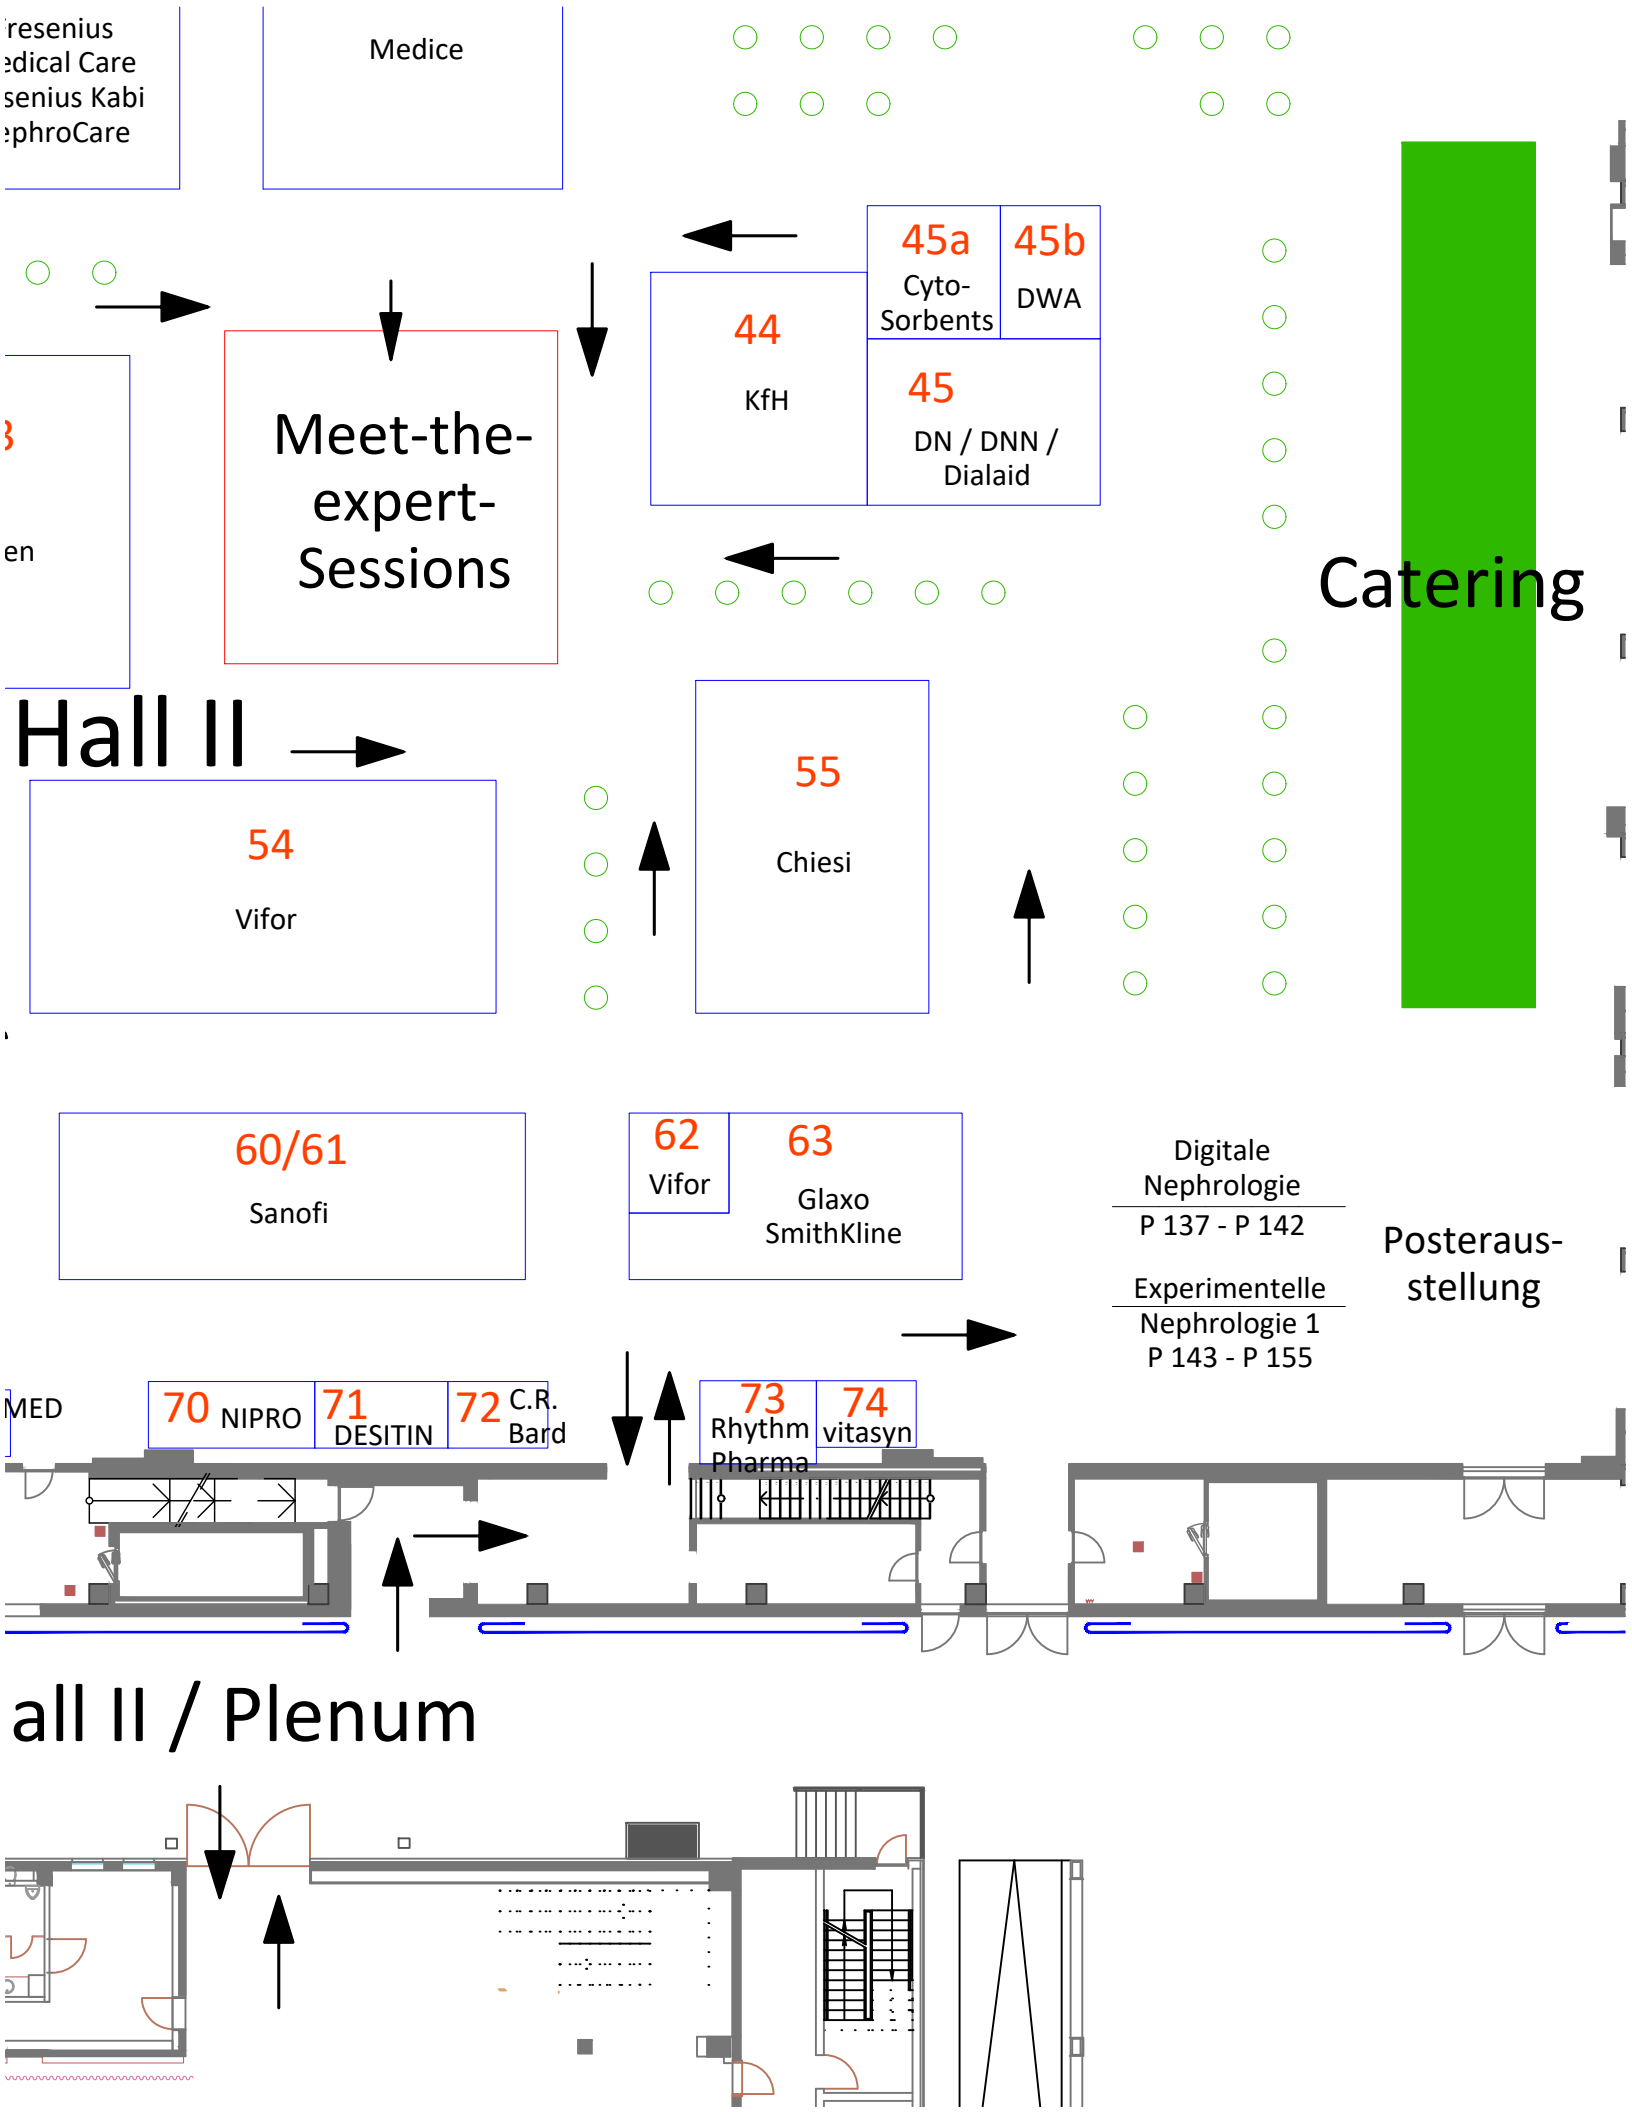 resenius
edical Care
senius Kabi
ephroCare
Medice
45a
Cyto-
Sorbents
45b
DWA
44
KfH
45
DN / DNN /
Dialaid
Meet-the-
expert-
Sessions
en
Catering
Hall II
55
Chiesi
54
Vifor
60/61
Sanofi
62
Vifor
63
Glaxo
SmithKline
Digitale
Nephrologie
P 137 - P 142
Experimentelle
Nephrologie 1
P 143 - P 155
Posteraus-
stellung
MED
70 NIPRO
71
DESITIN
72 C.R.
Bard
73
Rhythm
Pharma
74
vitasyn
all II / Plenum